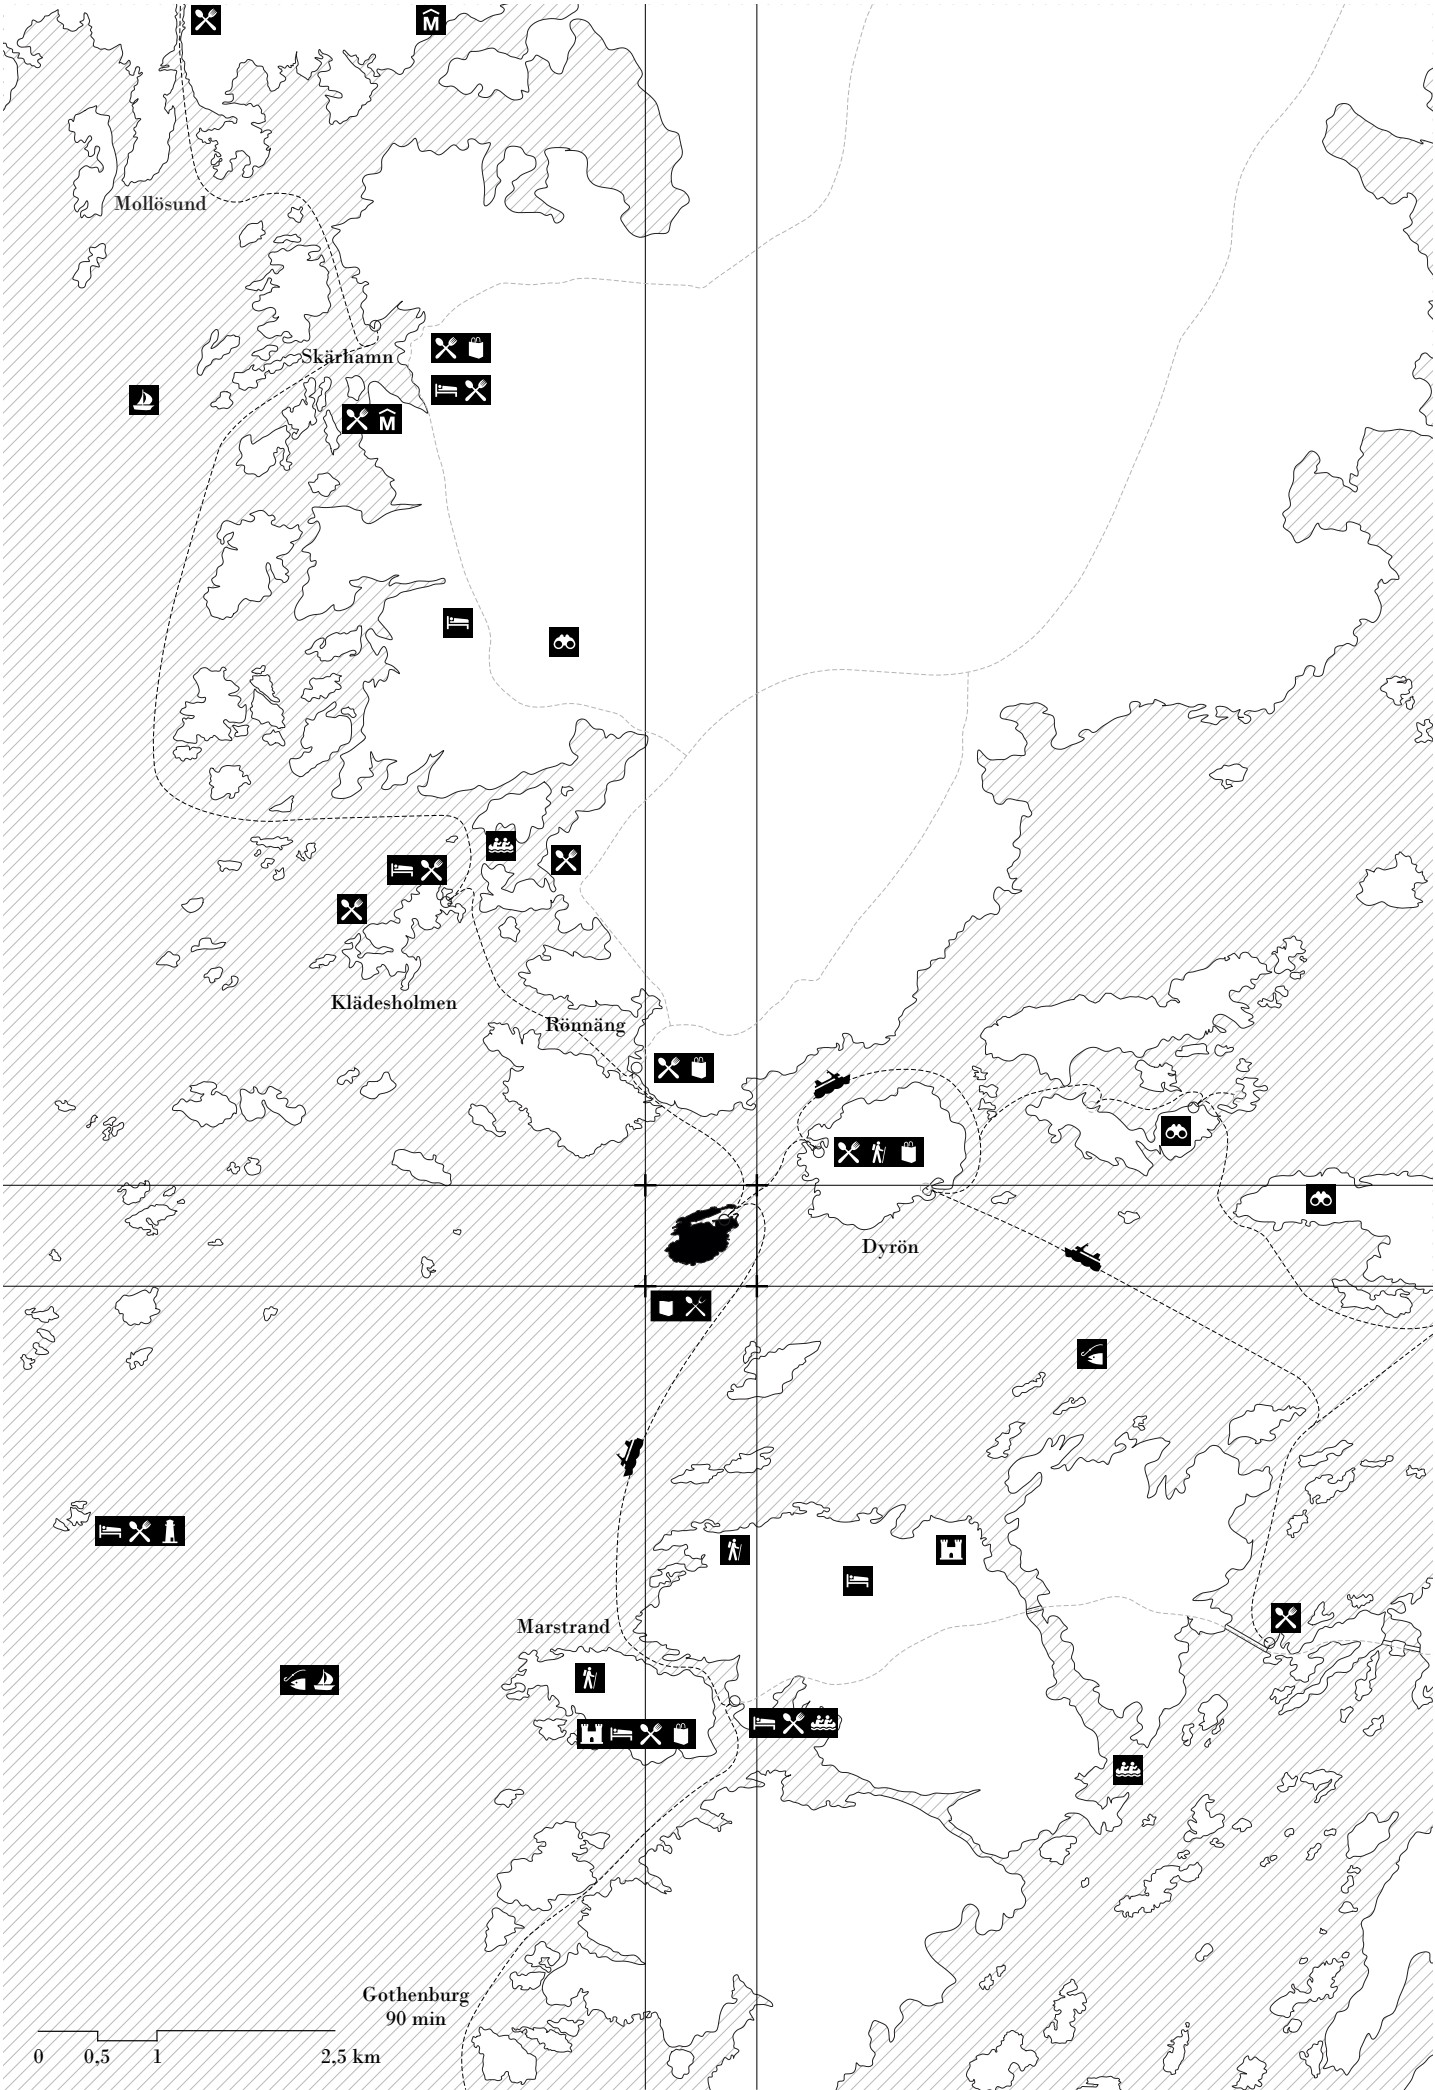 M
Mollösund
Skärhamn
M
Klädesholmen
Rönnäng
Dyrön
Marstrand
Gothenburg
90 min
0 0,5 1 2,5 km